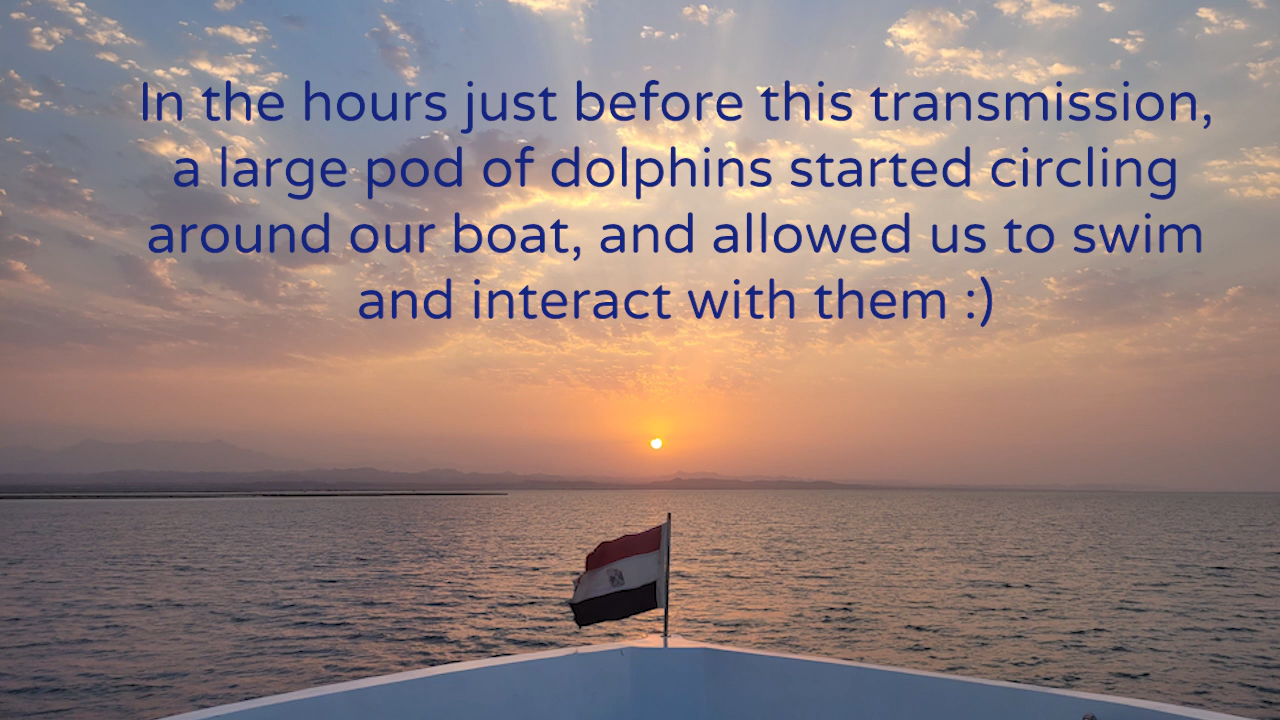 In the hours just before this transmission,
a large pod of dolphins started circling
around our boat, and allowed us to swim
and interact with them :)